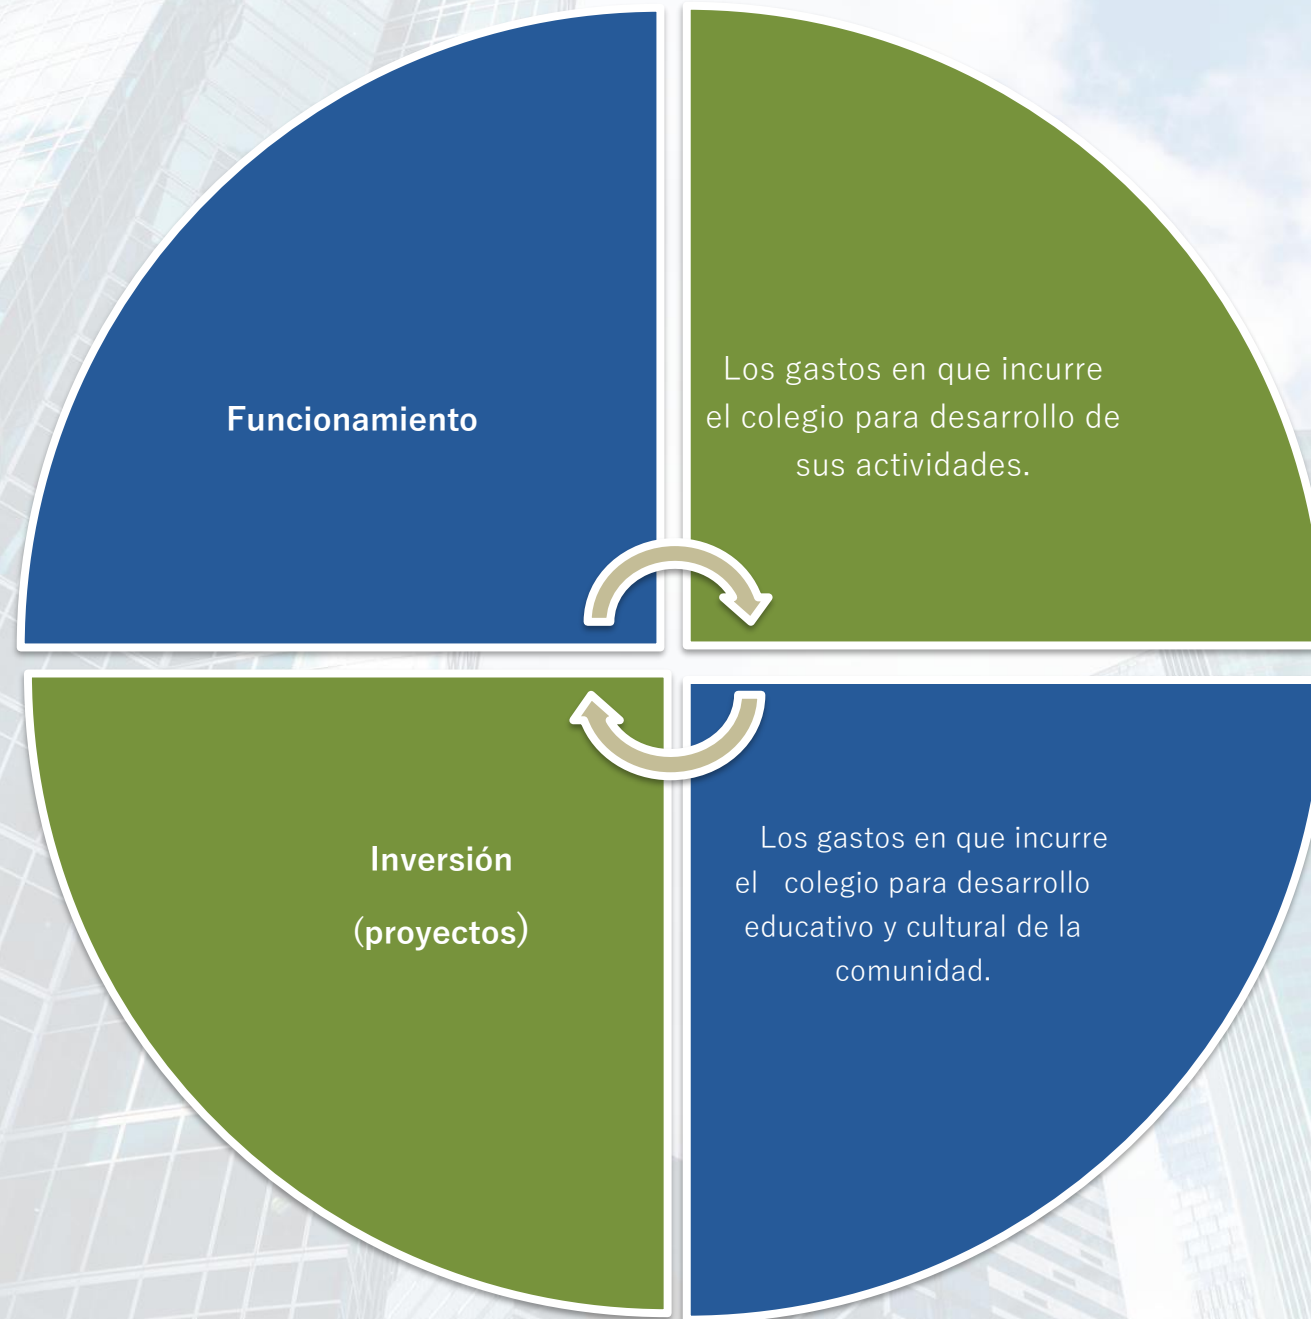 Funcionamiento
Los gastos en que incurre
el colegio para desarrollo de
sus actividades.
Inversión
(proyectos)
Los gastos en que incurre
el colegio para desarrollo
educativo y cultural de la
comunidad.